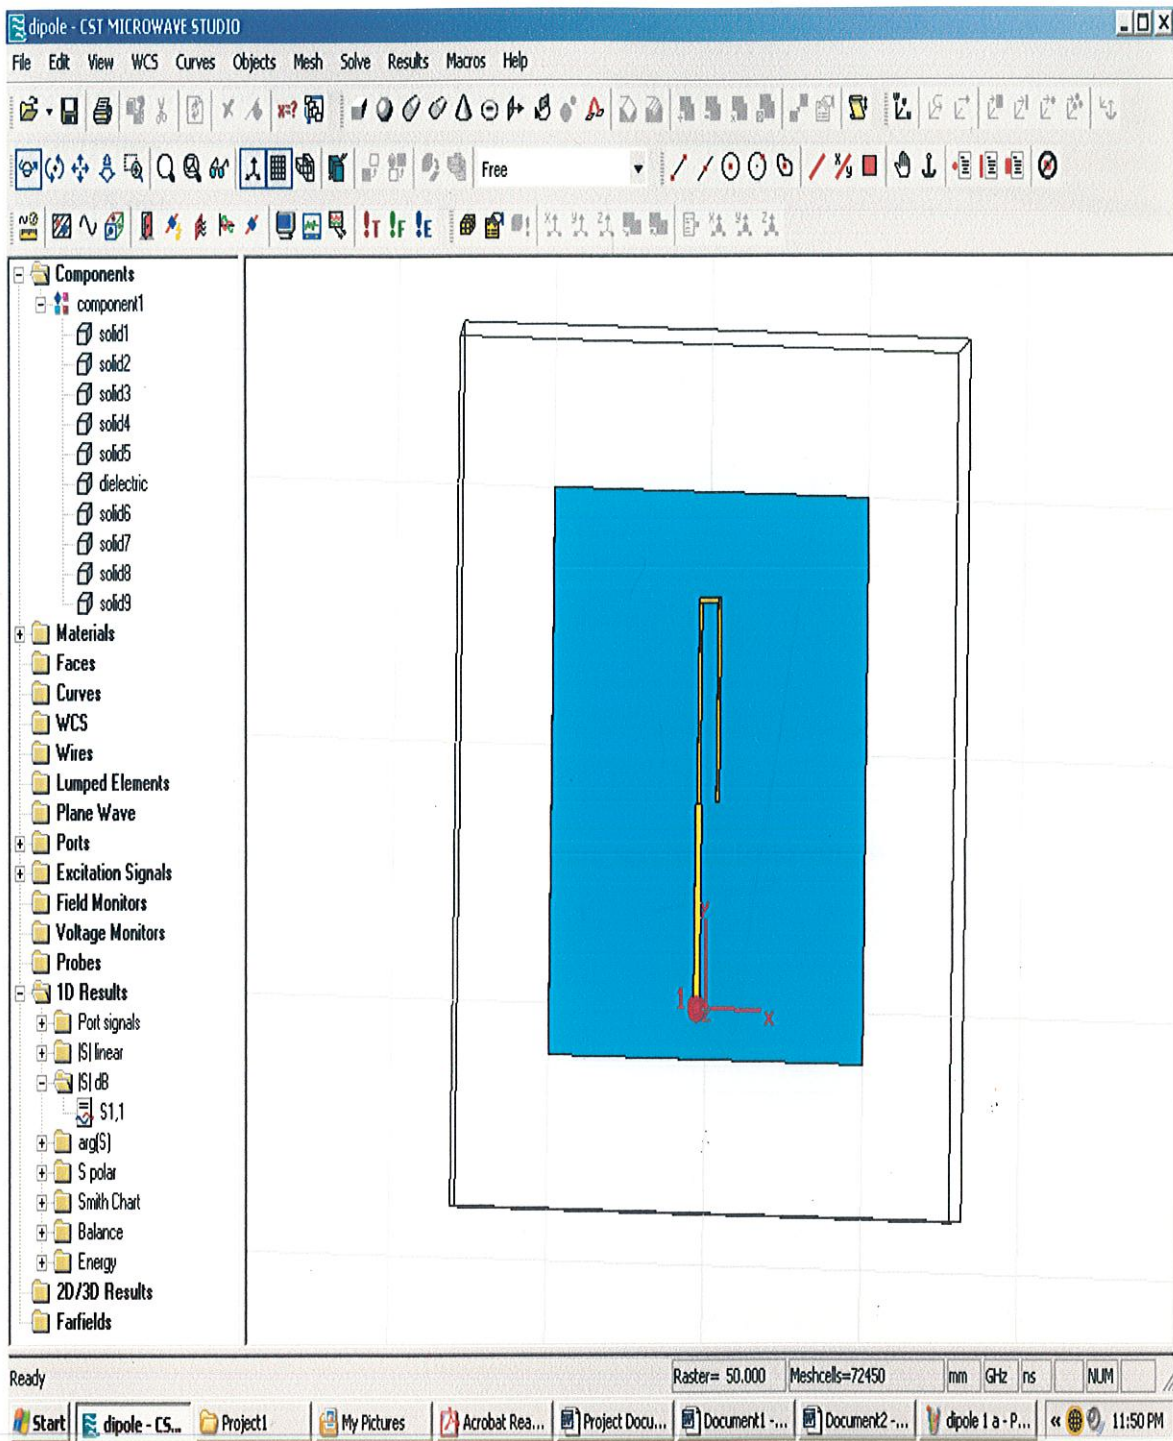 dipole - CST MICROWAVE STUDIO
File Edit View WCS Curves Objects Mesh Solve Results Macros Help
Free
Components
component1
solid1
solid2
solid3
solid4
solid5
dielectric
solid6
solid7
solid8
solid9
Materials
Faces
Curves
WCS
Wires
Lumped Elements
Plane Wave
Ports
Excitation Signals
Field Monitors
Voltage Monitors
Probes
1D Results
Port signals
|S| linear
|S| dB
S1,1
arg(S)
S polar
Smith Chart
Balance
Energy
2D/3D Results
Farfields
Y
1
x
Ready Raster= 50.000 Meshcells=72450 mm GHz ns NUM
Start dipole - CS... Project1 My Pictures Acrobat Rea... Project Docu... Document1 -... Document2 -... dipole 1 a - P... « 11:50 PM